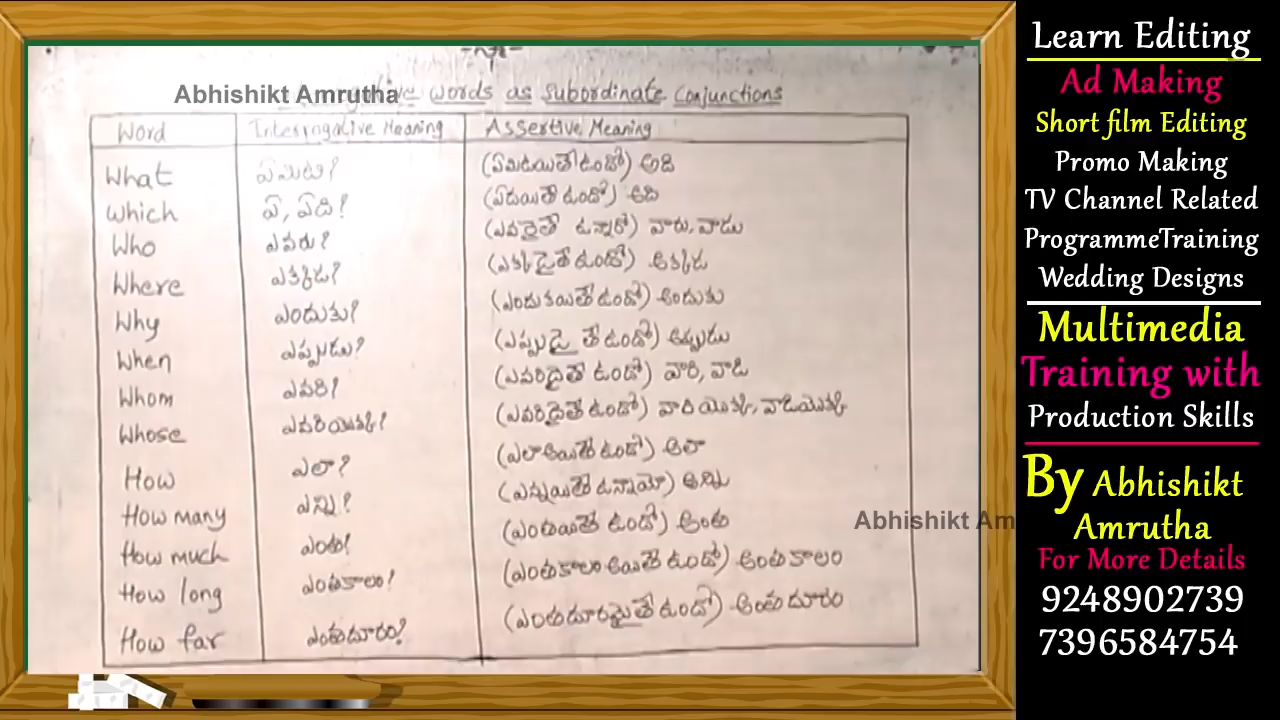 Abhishikt Amrutha words as Subordinate Conjunctions
Word Interrogative Meaning Assertive Meaning
What ఏమిటి? (ఏమిటయితే ఉందో) అది
Which ఏ, ఏది? (ఏదయితే ఉందో) అది
Who ఎవరు? (ఎవరైతే ఉన్నారో) వారు, వాడు
Where ఎక్కడ? (ఎక్కడైతే ఉందో) అక్కడ
Why ఎందుకు? (ఎందుకయితే ఉందో) అందుకు
When ఎప్పుడు? (ఎప్పుడై తే ఉందో) అప్పుడు
Whom ఎవరి? (ఎవరిదైతే ఉందో) వారి, వాడి
Whose ఎవరియొక్క? (ఎవరిదైతే ఉందో) వారియొక్క, వాడియొక్క
How ఎలా? (ఎలా అయితే ఉందో) అలా
How many ఎన్ని? (ఎన్నయితే ఉన్నాయో) అన్ని
How much ఎంత? (ఎంతయితే ఉందో) అంత
How long ఎంతకాలం? (ఎంతకాలం అయితే ఉందో) అంతకాలం
How far ఎంతదూరం? (ఎంతదూరమైతే ఉందో) అంతదూరం
Abhishikt Am
Learn Editing
Ad Making
Short film Editing
Promo Making
TV Channel Related
ProgrammeTraining
Wedding Designs
Multimedia
Training with
Production Skills
By Abhishikt
Amrutha
For More Details
9248902739
7396584754